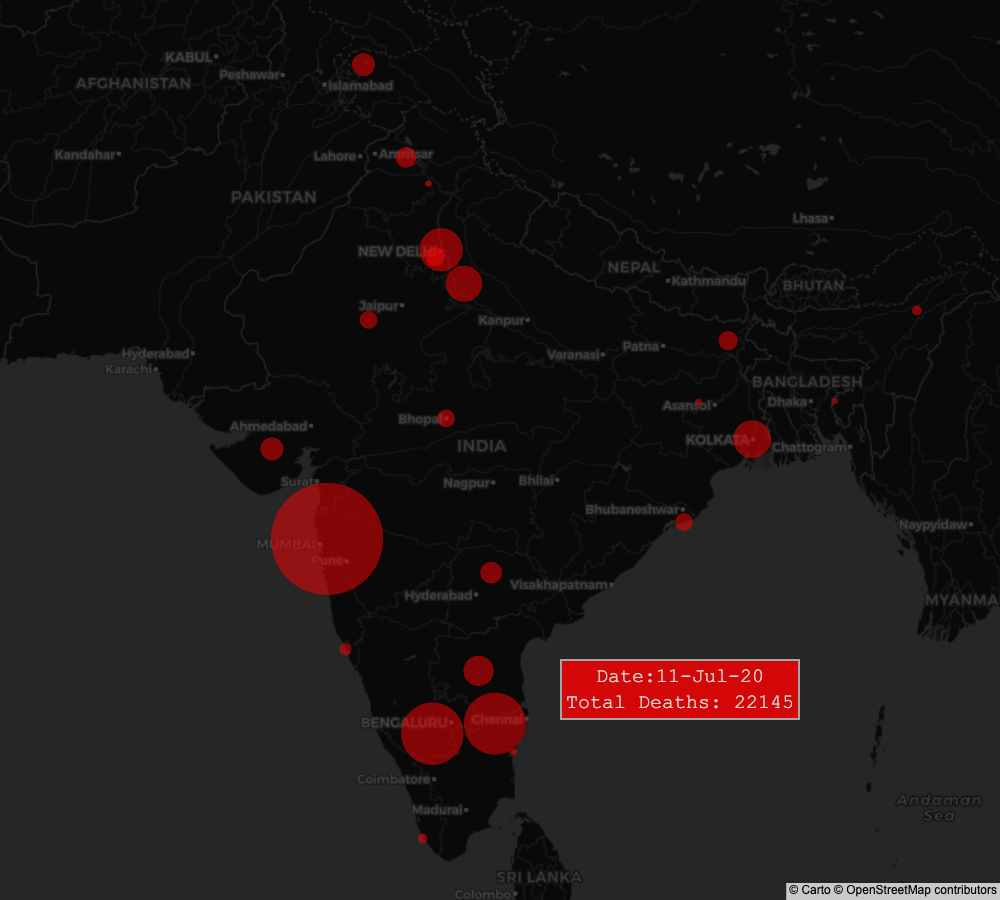 KABUL
Peshawar
AFGHANISTAN
Islamabad
Kandahar
Lahore
Amritsar
PAKISTAN
Lhasa
NEW DELHI
NEPAL
Kathmandu
BHUTAN
Jaipur
Kanpur
Hyderabad
Karachi
Varanasi
Patna
BANGLADESH
Asansol
Dhaka
Ahmedabad
Bhopal
INDIA
KOLKATA
Chattogram
Surat
Nagpur
Bhilai
Bhubaneshwar
Naypyidaw
MUMBAI
Pune
Hyderabad
Visakhapatnam
MYANMA
Date:11-Jul-20
Total Deaths: 22145
BENGALURU
Chennai
Coimbatore
Madurai
Andaman
Sea
SRI LANKA
Colombo
© Carto © OpenStreetMap contributors